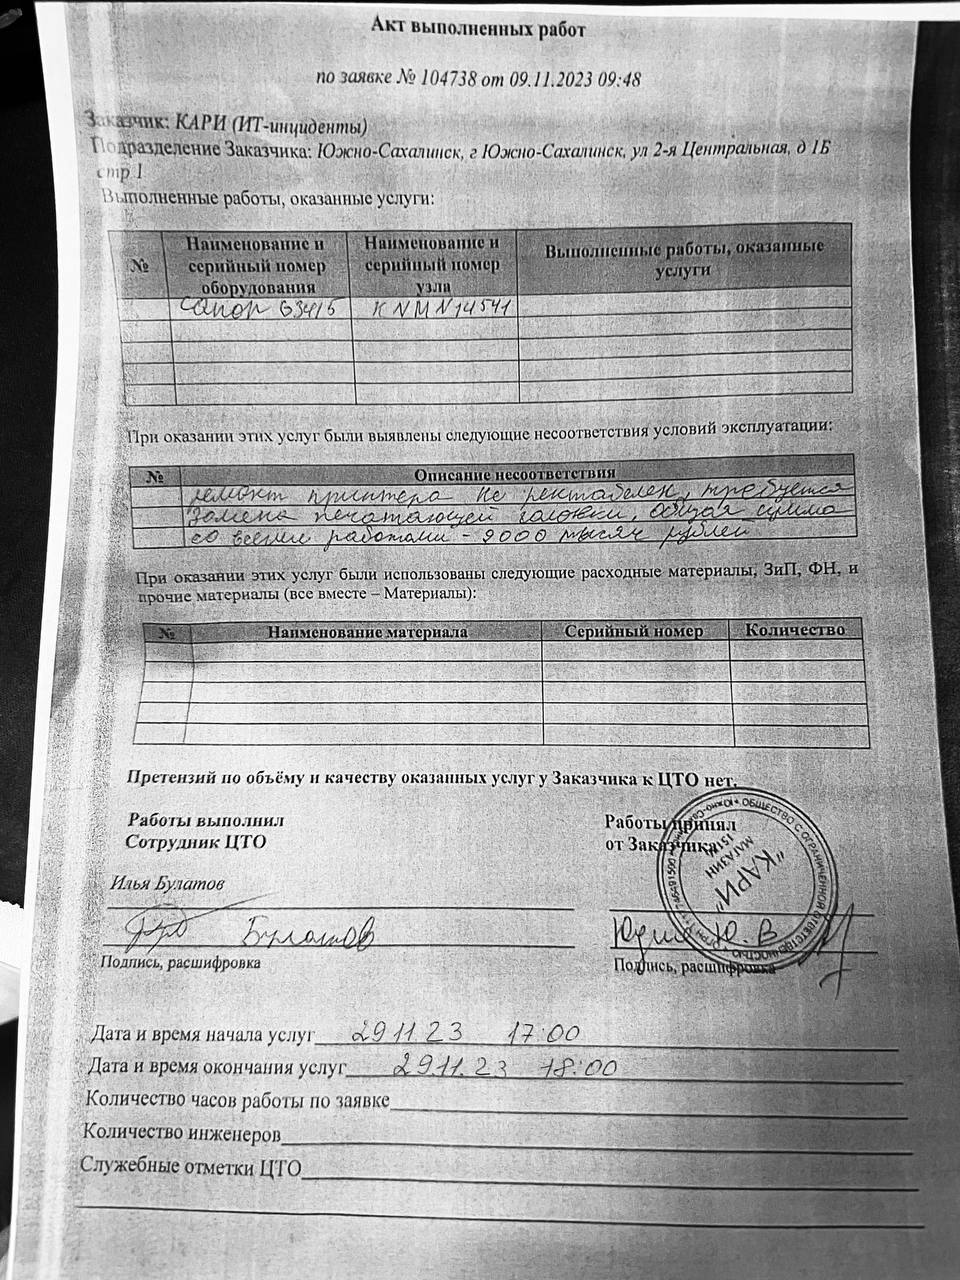 Акт выполненных работ
по заявке № 104738 от 09.11.2023 09:48
Заказчик: КАРИ (ИТ-инциденты)
Подразделение Заказчика: Южно-Сахалинск, г Южно-Сахалинск, ул 2-я Центральная, д 1Б
стр 1
Выполненные работы, оказанные услуги:
№ Наименование и серийный номер оборудования Наименование и серийный номер узла Выполненные работы, оказанные услуги
canon G3415 KNMN14541
При оказании этих услуг были выявлены следующие несоответствия условий эксплуатации:
№ Описание несоответствия
ремонт принтера не рентабелен, требуется
замена печатающей головки, общая сумма
со всеми работами - 9000 тысяч рублей
При оказании этих услуг были использованы следующие расходные материалы, ЗиП, ФН, и
прочие материалы (все вместе – Материалы):
№ Наименование материала Серийный номер Количество
Претензий по объёму и качеству оказанных услуг у Заказчика к ЦТО нет.
Работы выполнил
Сотрудник ЦТО
Илья Булатов
Булатов
Подпись, расшифровка
Работы принял
от Заказчика
ОБЩЕСТВО С ОГРАНИЧЕННОЙ ОТВЕТСТВЕННОСТЬЮ
МАГАЗИН
"КАРИ"
Ю. В
Подпись, расшифровка
Дата и время начала услуг 29 11 23 17:00
Дата и время окончания услуг 29.11.23 18:00
Количество часов работы по заявке
Количество инженеров
Служебные отметки ЦТО